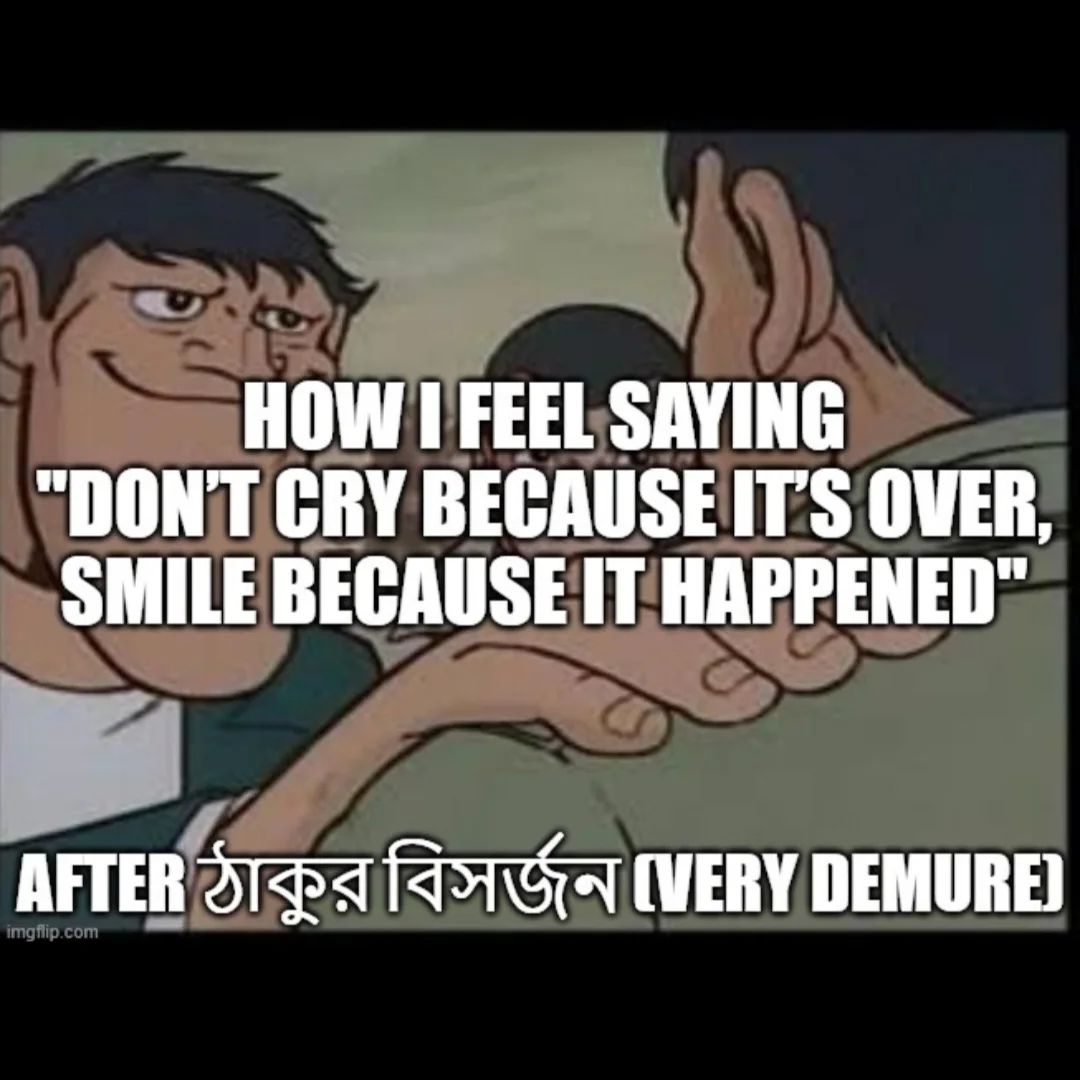 HOW I FEEL SAYING
"DON'T CRY BECAUSE IT'S OVER,
SMILE BECAUSE IT HAPPENED"
AFTER ঠাকুর বিসর্জন (VERY DEMURE)
imgflip.com